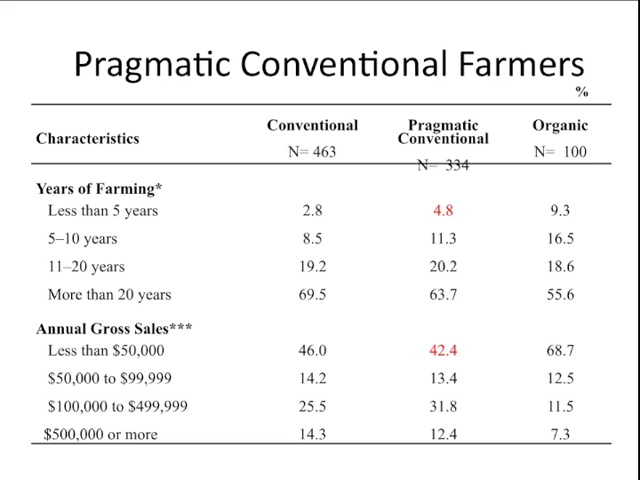 Pragmatic Conventional Farmers
%
Characteristics Conventional N= 463 Pragmatic Conventional N= 334 Organic N= 100
Years of Farming*
Less than 5 years 2.8 4.8 9.3
5–10 years 8.5 11.3 16.5
11–20 years 19.2 20.2 18.6
More than 20 years 69.5 63.7 55.6
Annual Gross Sales***
Less than $50,000 46.0 42.4 68.7
$50,000 to $99,999 14.2 13.4 12.5
$100,000 to $499,999 25.5 31.8 11.5
$500,000 or more 14.3 12.4 7.3